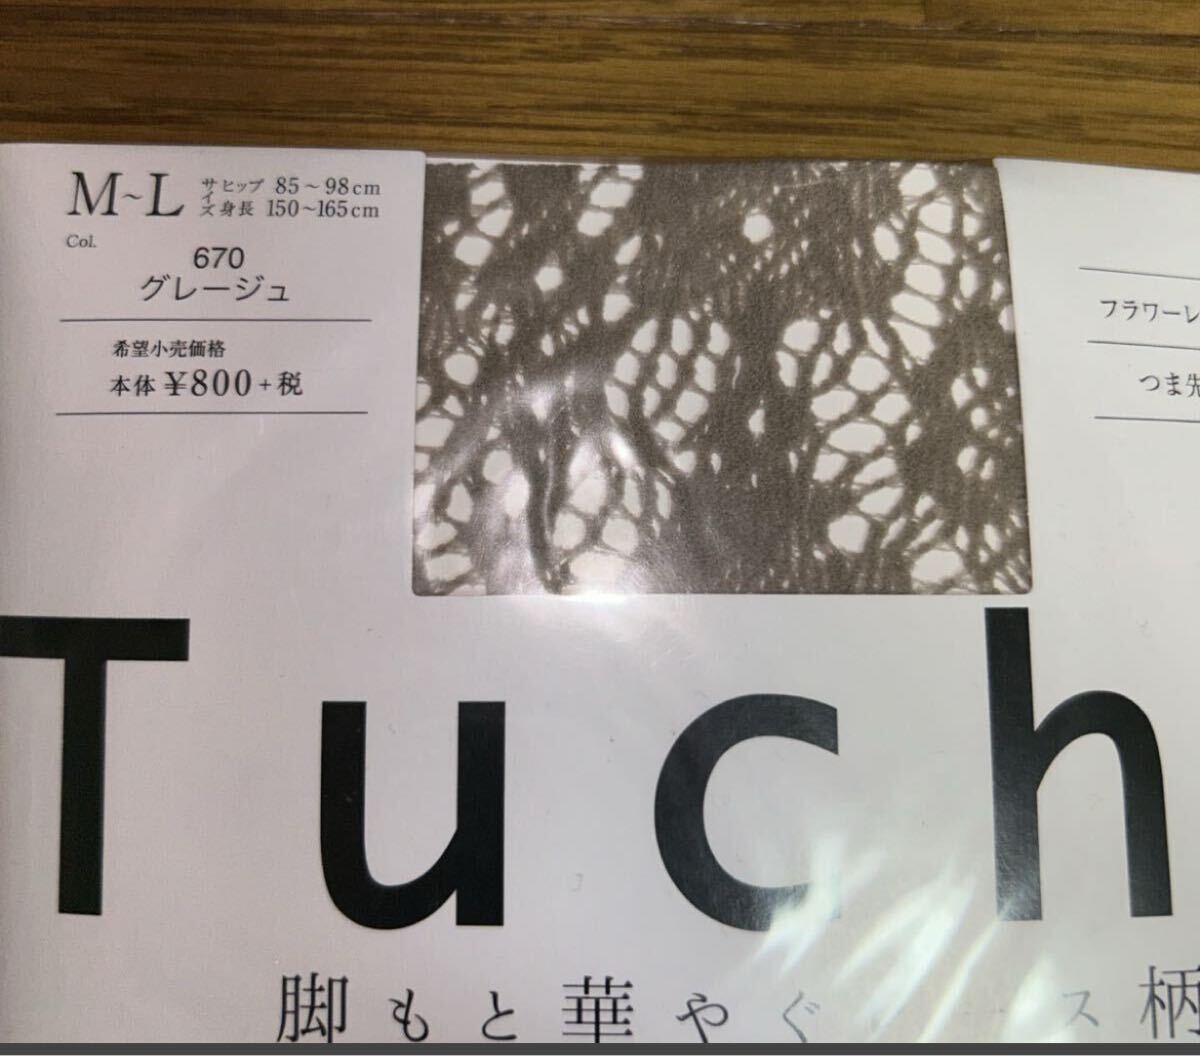 M~L サイズ ヒップ 85~98cm
身長 150~165cm
Col.
670
グレージュ
希望小売価格
本体 ¥800+税
フラワーレ
つま先
Tuch
脚もと華やぐ ス柄